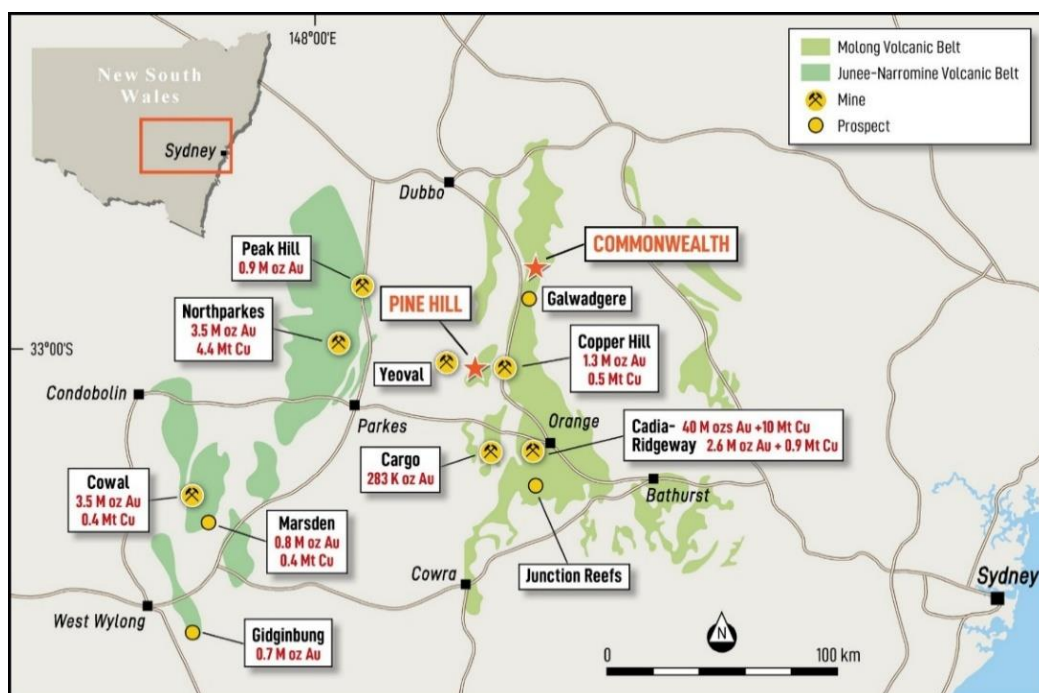 148°00'E
New South
Wales
Sydney
Molong Volcanic Belt
Junee-Narromine Volcanic Belt
Mine
Prospect
Dubbo
COMMONWEALTH
Peak Hill
0.9 M oz Au
PINE HILL
Galwadgere
Northparkes
3.5 M oz Au
4.4 Mt Cu
33°00'S
Copper Hill
1.3 M oz Au
0.5 Mt Cu
Yeoval
Condobolin
Parkes
Orange
Cadia- 40 M ozs Au +10 Mt Cu
Ridgeway 2.6 M oz Au + 0.9 Mt Cu
Cargo
283 K oz Au
Cowal
3.5 M oz Au
0.4 Mt Cu
Bathurst
Marsden
0.8 M oz Au
0.4 Mt Cu
Junction Reefs
Cowra
Sydney
West Wylong
Gidginbung
0.7 M oz Au
N
0 100 km